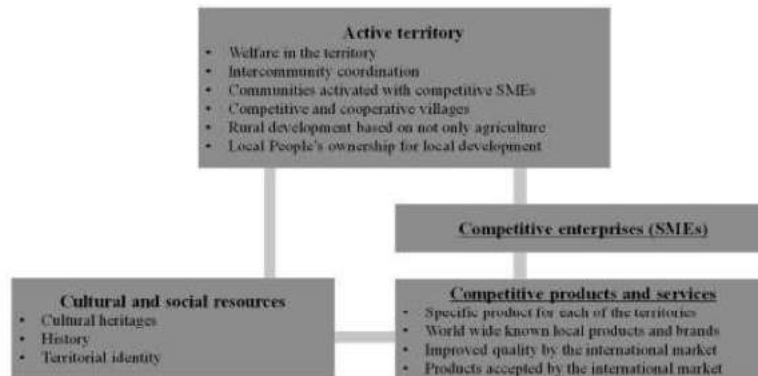 Active territory
• Welfare in the territory
• Intercommunity coordination
• Communities activated with competitive SMEs
• Competitive and cooperative villages
• Rural development based on not only agriculture
• Local People's ownership for local development
Competitive enterprises (SMEs)
Cultural and social resources
• Cultural heritages
• History
• Territorial identity
Competitive products and services
• Specific product for each of the territories
• World wide known local products and brands
• Improved quality by the international market
• Products accepted by the international market